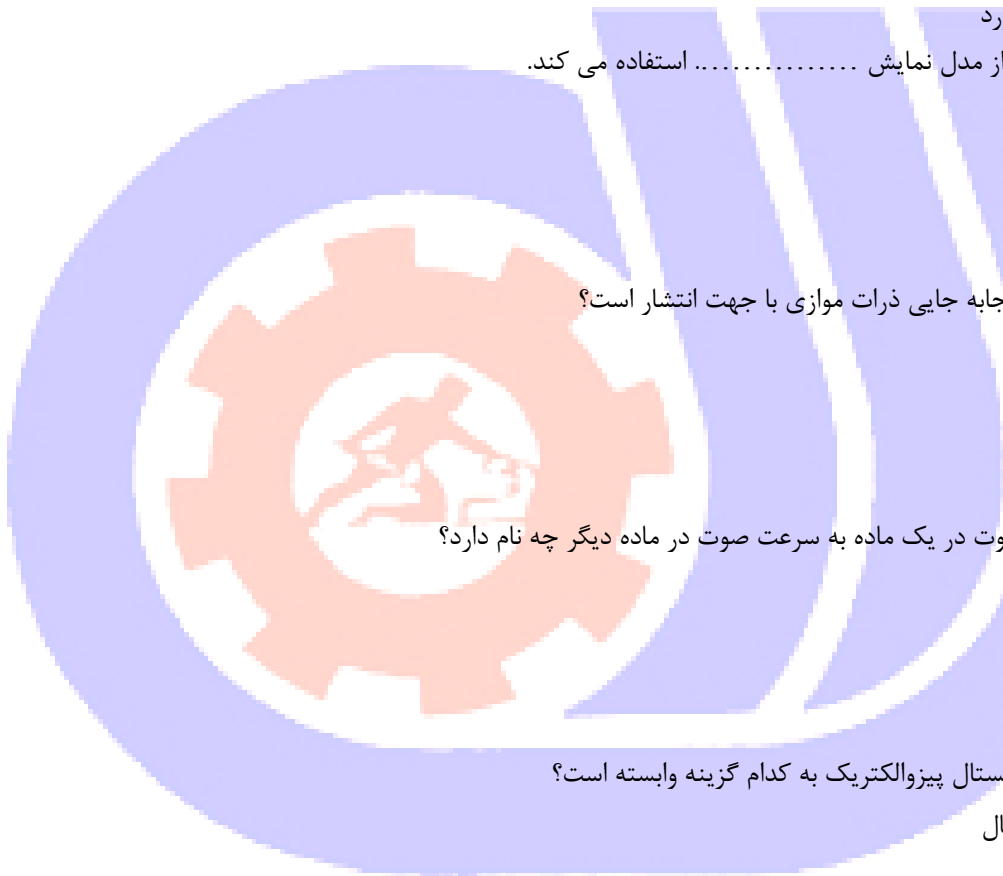 رد
از مدل نمایش ................ استفاده می کند.
جابه جایی ذرات موازی با جهت انتشار است؟
وت در یک ماده به سرعت صوت در ماده دیگر چه نام دارد؟
ستال پیزوالکتریک به کدام گزینه وابسته است؟
ال